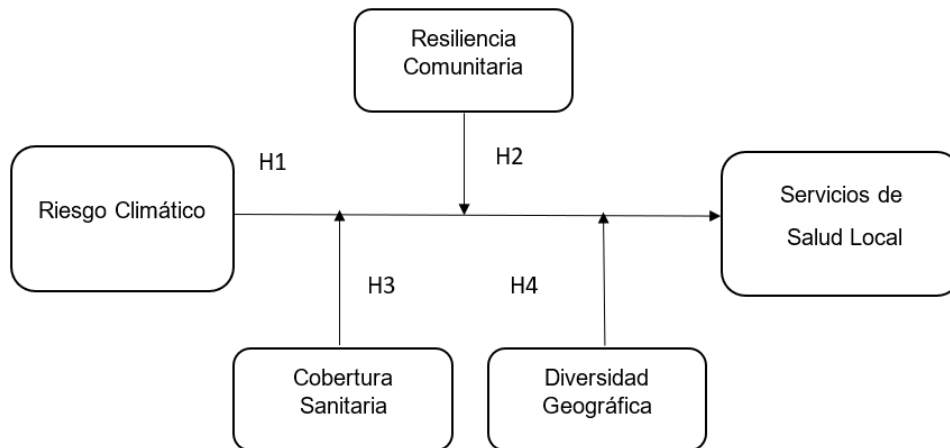 Resiliencia
Comunitaria
H1
H2
Riesgo Climático
Servicios de
Salud Local
H3
H4
Cobertura
Sanitaria
Diversidad
Geográfica